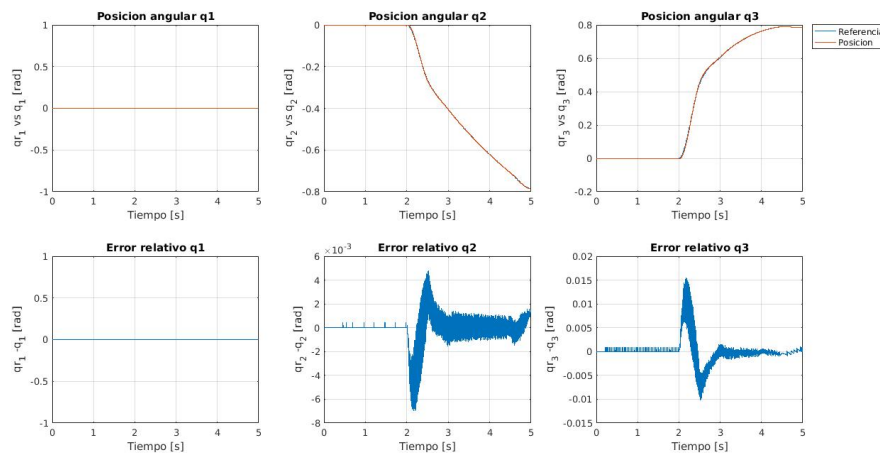 Posicion angular q1
1
0.5
0
-0.5
-1
qr1 vs q1 [rad]
0 1 2 3 4 5
Tiempo [s]
Posicion angular q2
0
-0.2
-0.4
-0.6
-0.8
qr2 vs q2 [rad]
0 1 2 3 4 5
Tiempo [s]
Posicion angular q3
0.8
0.6
0.4
0.2
0
-0.2
qr3 vs q3 [rad]
0 1 2 3 4 5
Tiempo [s]
Referencia
Posicion
Error relativo q1
1
0.5
0
-0.5
-1
qr1 -q1 [rad]
0 1 2 3 4 5
Tiempo [s]
×10-3
Error relativo q2
6
4
2
0
-2
-4
-6
-8
qr2 -q2 [rad]
0 1 2 3 4 5
Tiempo [s]
Error relativo q3
0.02
0.015
0.01
0.005
0
-0.005
-0.01
-0.015
qr3 -q3 [rad]
0 1 2 3 4 5
Tiempo [s]